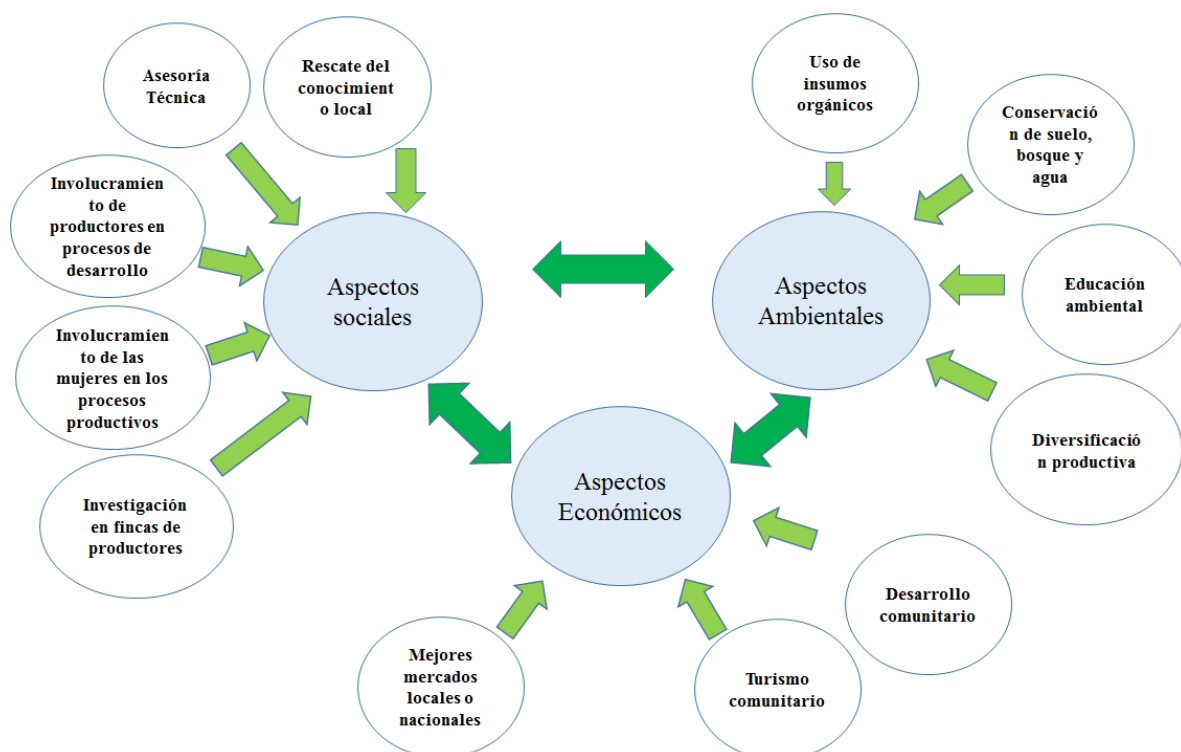 Asesoría
Técnica
Rescate del
conocimient
o local
Involucramien
to de
productores en
procesos de
desarrollo
Involucramien
to de las
mujeres en los
procesos
productivos
Investigación
en fincas de
productores
Aspectos
sociales
Uso de
insumos
orgánicos
Conservació
n de suelo,
bosque y
agua
Educación
ambiental
Diversificació
n productiva
Aspectos
Ambientales
Aspectos
Económicos
Desarrollo
comunitario
Turismo
comunitario
Mejores
mercados
locales o
nacionales